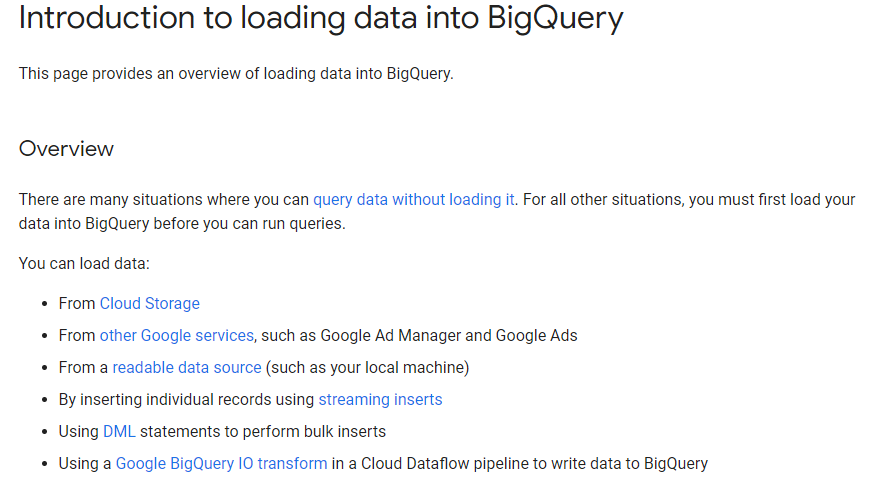 Introduction to loading data into BigQuery
This page provides an overview of loading data into BigQuery.
Overview
There are many situations where you can query data without loading it. For all other situations, you must first load your
data into BigQuery before you can run queries.
You can load data:
• From Cloud Storage
• From other Google services, such as Google Ad Manager and Google Ads
• From a readable data source (such as your local machine)
• By inserting individual records using streaming inserts
• Using DML statements to perform bulk inserts
• Using a Google BigQuery IO transform in a Cloud Dataflow pipeline to write data to BigQuery